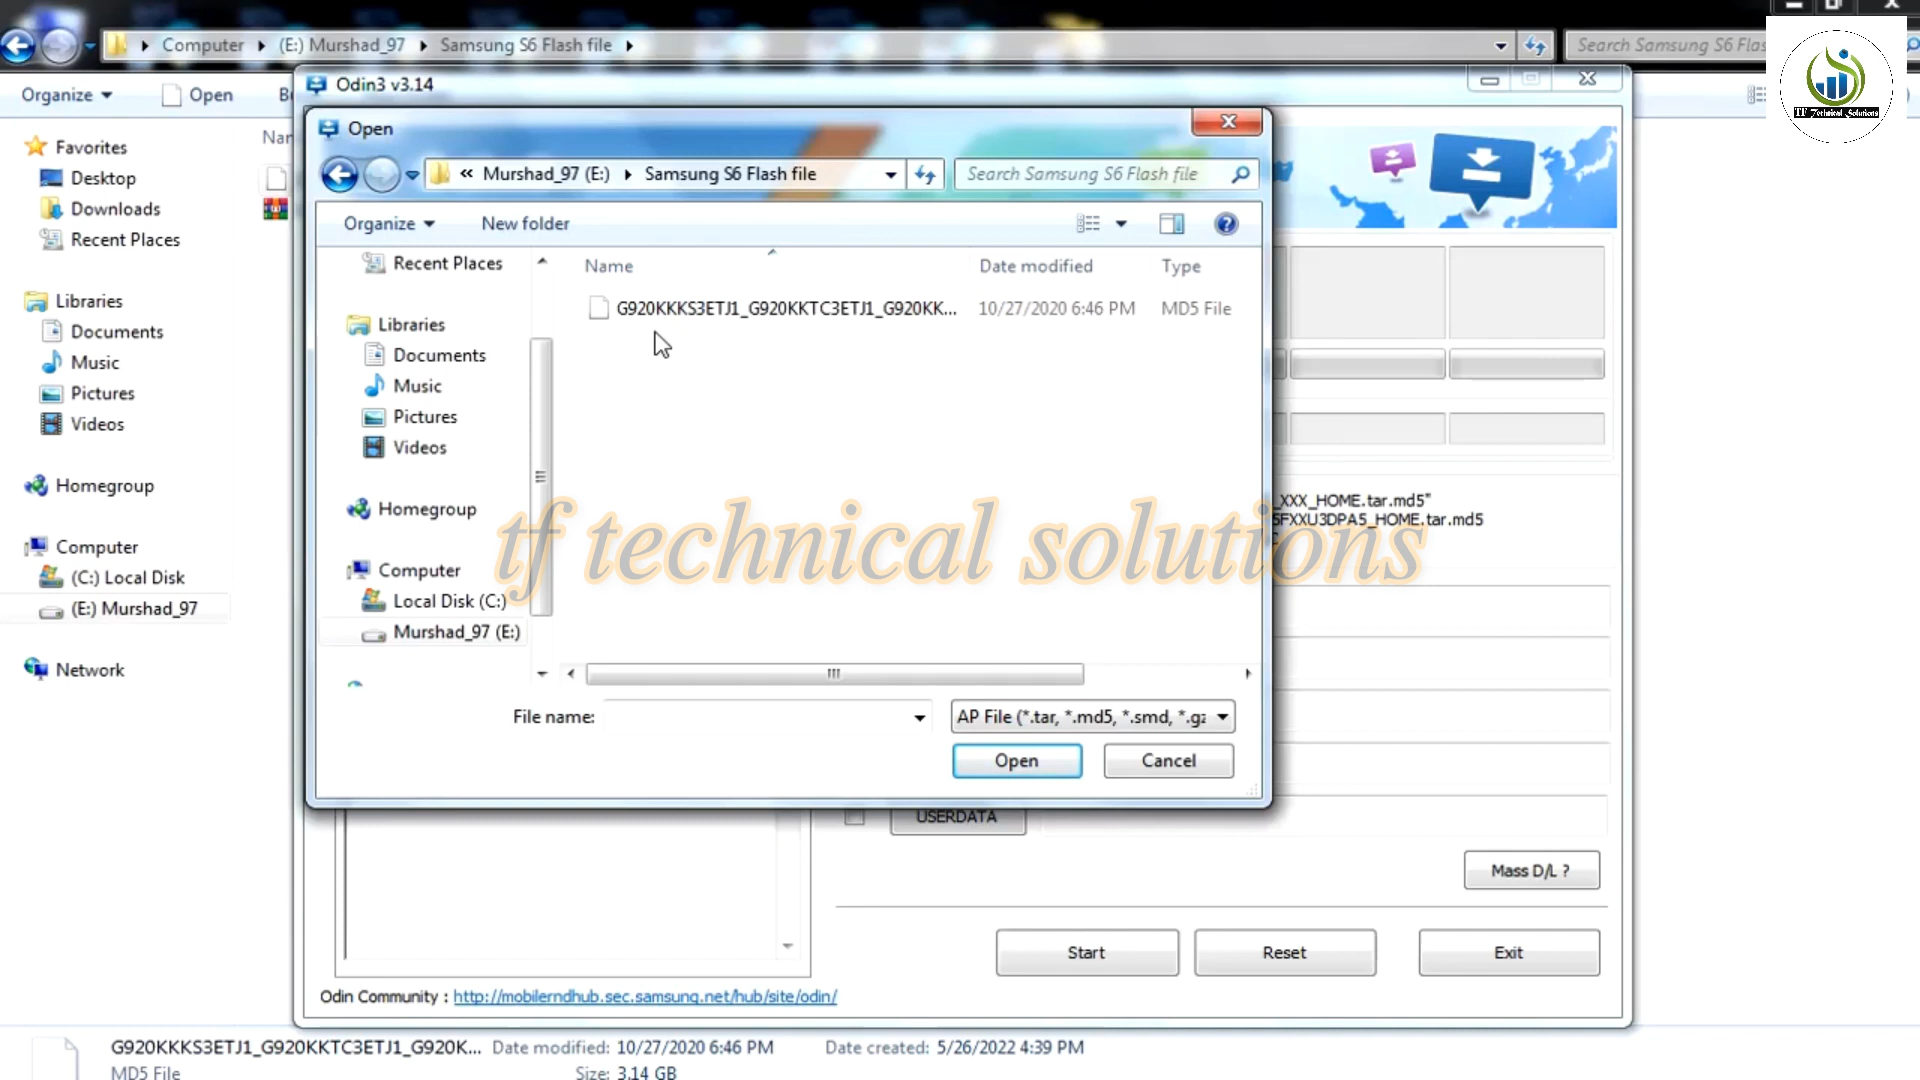 Computer
(E:) Murshad_97
Samsung S6 Flash file
Search Samsung S6 Flas
TF Technical Solutions
Organize
Open
Odin3 v3.14
Open
Murshad_97 (E:)
Samsung S6 Flash file
Search Samsung S6 Flash file
Organize
New folder
Name
Date modified
Type
G920KKKS3ETJ1_G920KKTC3ETJ1_G920KK...
10/27/2020 6:46 PM
MD5 File
Recent Places
Libraries
Documents
Music
Pictures
Videos
Homegroup
Computer
Local Disk (C:)
Murshad_97 (E:)
File name:
AP File (*.tar, *.md5, *.smd, *.gz
Open
Cancel
Favorites
Desktop
Downloads
Recent Places
Libraries
Documents
Music
Pictures
Videos
Homegroup
Computer
(C:) Local Disk
(E:) Murshad_97
Network
tf technical solutions
_XXX_HOME.tar.md5"
5FXXU3DPA5_HOME.tar.md5
USERDATA
Mass D/L ?
Start
Reset
Exit
Odin Community : http://mobilerndhub.sec.samsung.net/hub/site/odin/
G920KKKS3ETJ1_G920KKTC3ETJ1_G920K...
Date modified: 10/27/2020 6:46 PM
Date created: 5/26/2022 4:39 PM
MD5 File
Size: 3.14 GB